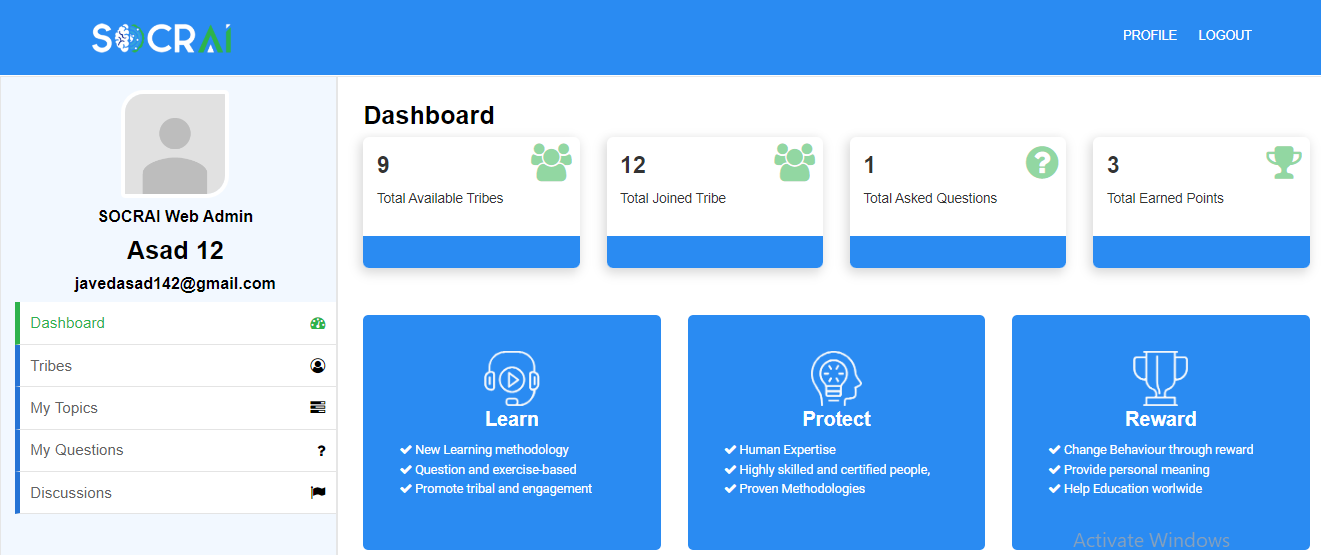 SOCRAI
PROFILE LOGOUT
SOCRAI Web Admin
Asad 12
javedasad142@gmail.com
Dashboard
Tribes
My Topics
My Questions
?
Discussions
Dashboard
9
Total Available Tribes
12
Total Joined Tribe
1
?
Total Asked Questions
3
Total Earned Points
Learn
New Learning methodology
Question and exercise-based
Promote tribal and engagement
Protect
Human Expertise
Highly skilled and certified people,
Proven Methodologies
Reward
Change Behaviour through reward
Provide personal meaning
Help Education worlwide
Activate Windows